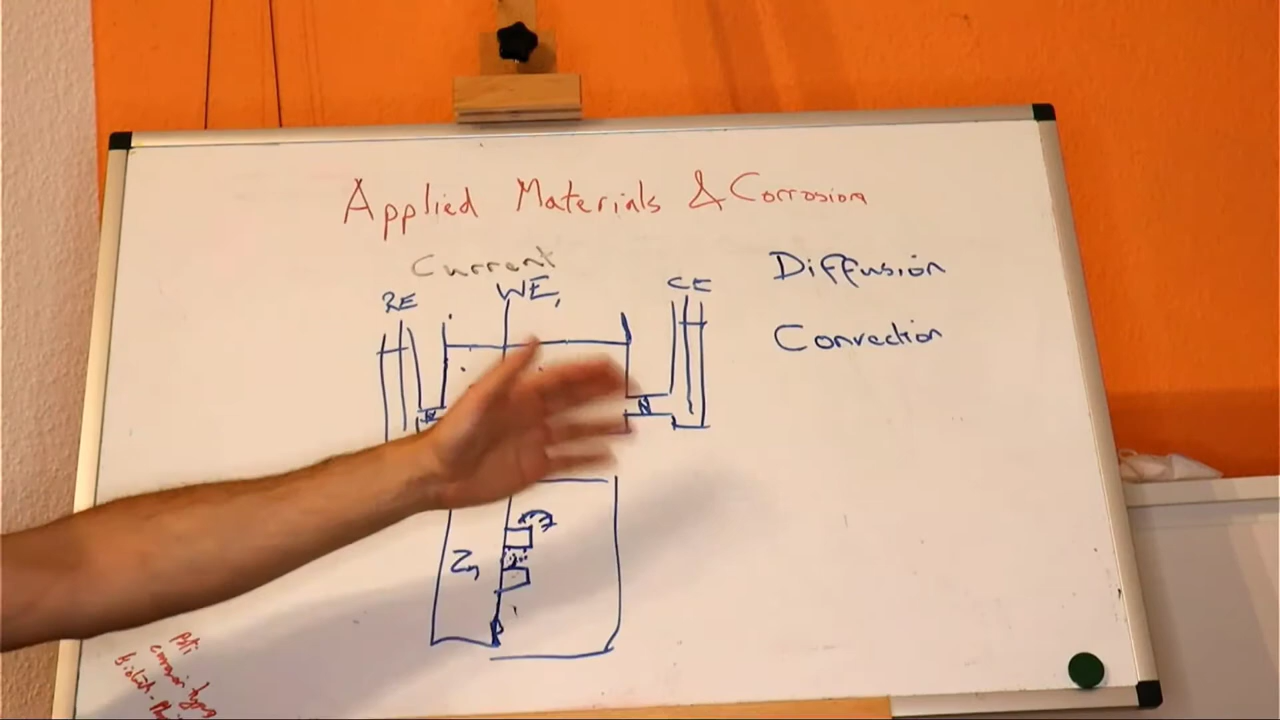 Applied Materials & Corrosion
Current
Diffusion
RE
WE,
CE
Convection
Zn